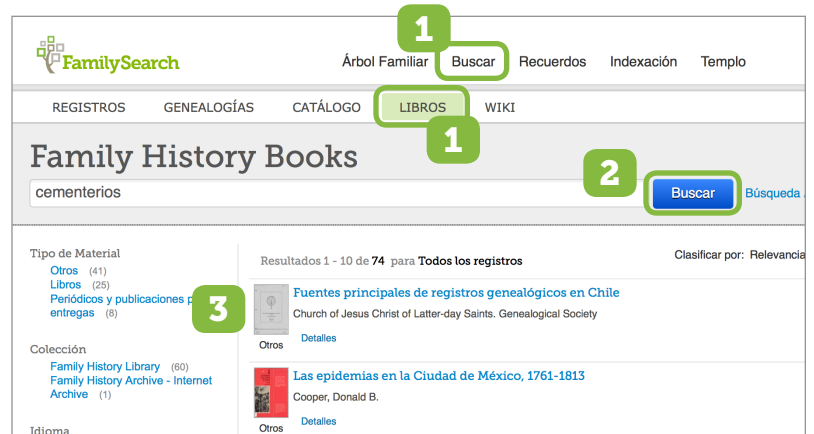 1
FamilySearch
Árbol Familiar Buscar Recuerdos Indexación Templo
REGISTROS GENEALOGÍAS CATÁLOGO LIBROS WIKI
1
Family History Books
2
cementerios Buscar Búsqueda
Tipo de Material
Otros (41)
Libros (25)
Periódicos y publicaciones
entregas (8)
Colección
Family History Library (60)
Family History Archive - Internet
Archive (1)
Idioma
Resultados 1 - 10 de 74 para Todos los registros
Clasificar por: Relevancia
3
Fuentes principales de registros genealógicos en Chile
Church of Jesus Christ of Latter-day Saints. Genealogical Society
Detalles
Otros
Las epidemias en la Ciudad de México, 1761-1813
Cooper, Donald B.
Detalles
Otros